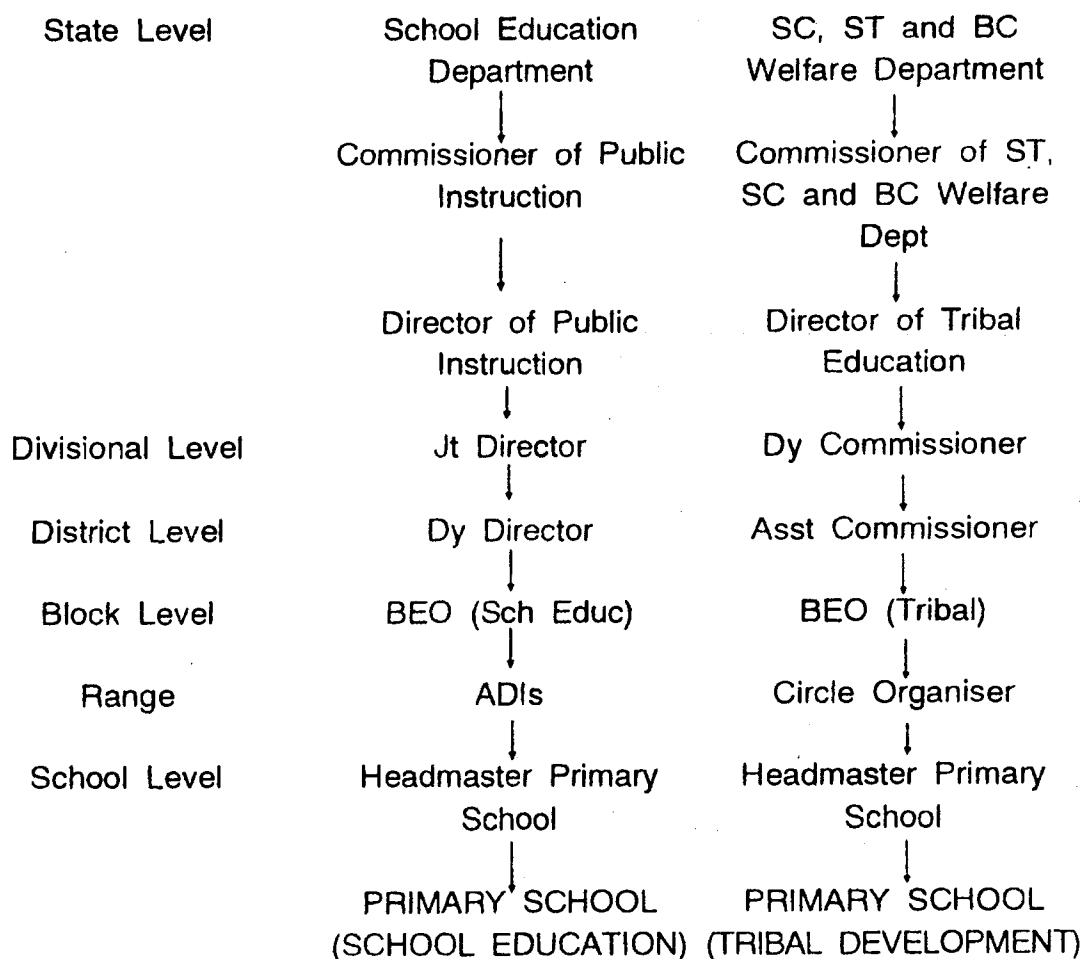 State Level School Education SC, ST and BC
Department Welfare Department
Commissioner of Public Commissioner of ST,
Instruction SC and BC Welfare
Dept
Director of Public Director of Tribal
Instruction Education
Divisional Level Jt Director Dy Commissioner
District Level Dy Director Asst Commissioner
Block Level BEO (Sch Educ) BEO (Tribal)
Range ADIs Circle Organiser
School Level Headmaster Primary Headmaster Primary
School School
PRIMARY SCHOOL PRIMARY SCHOOL
(SCHOOL EDUCATION) (TRIBAL DEVELOPMENT)